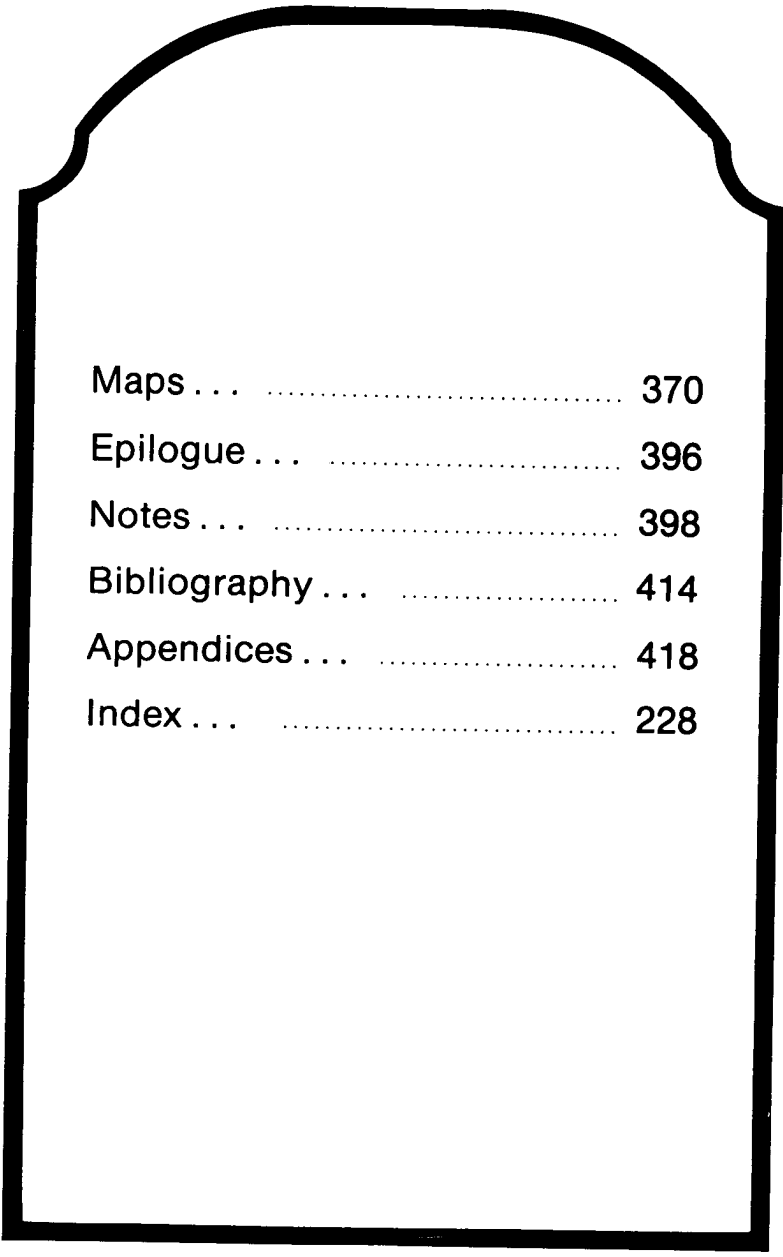 Maps... .................................. 370
Epilogue... ............................ 396
Notes... ................................. 398
Bibliography... ..................... 414
Appendices... ....................... 418
Index... ................................ 228